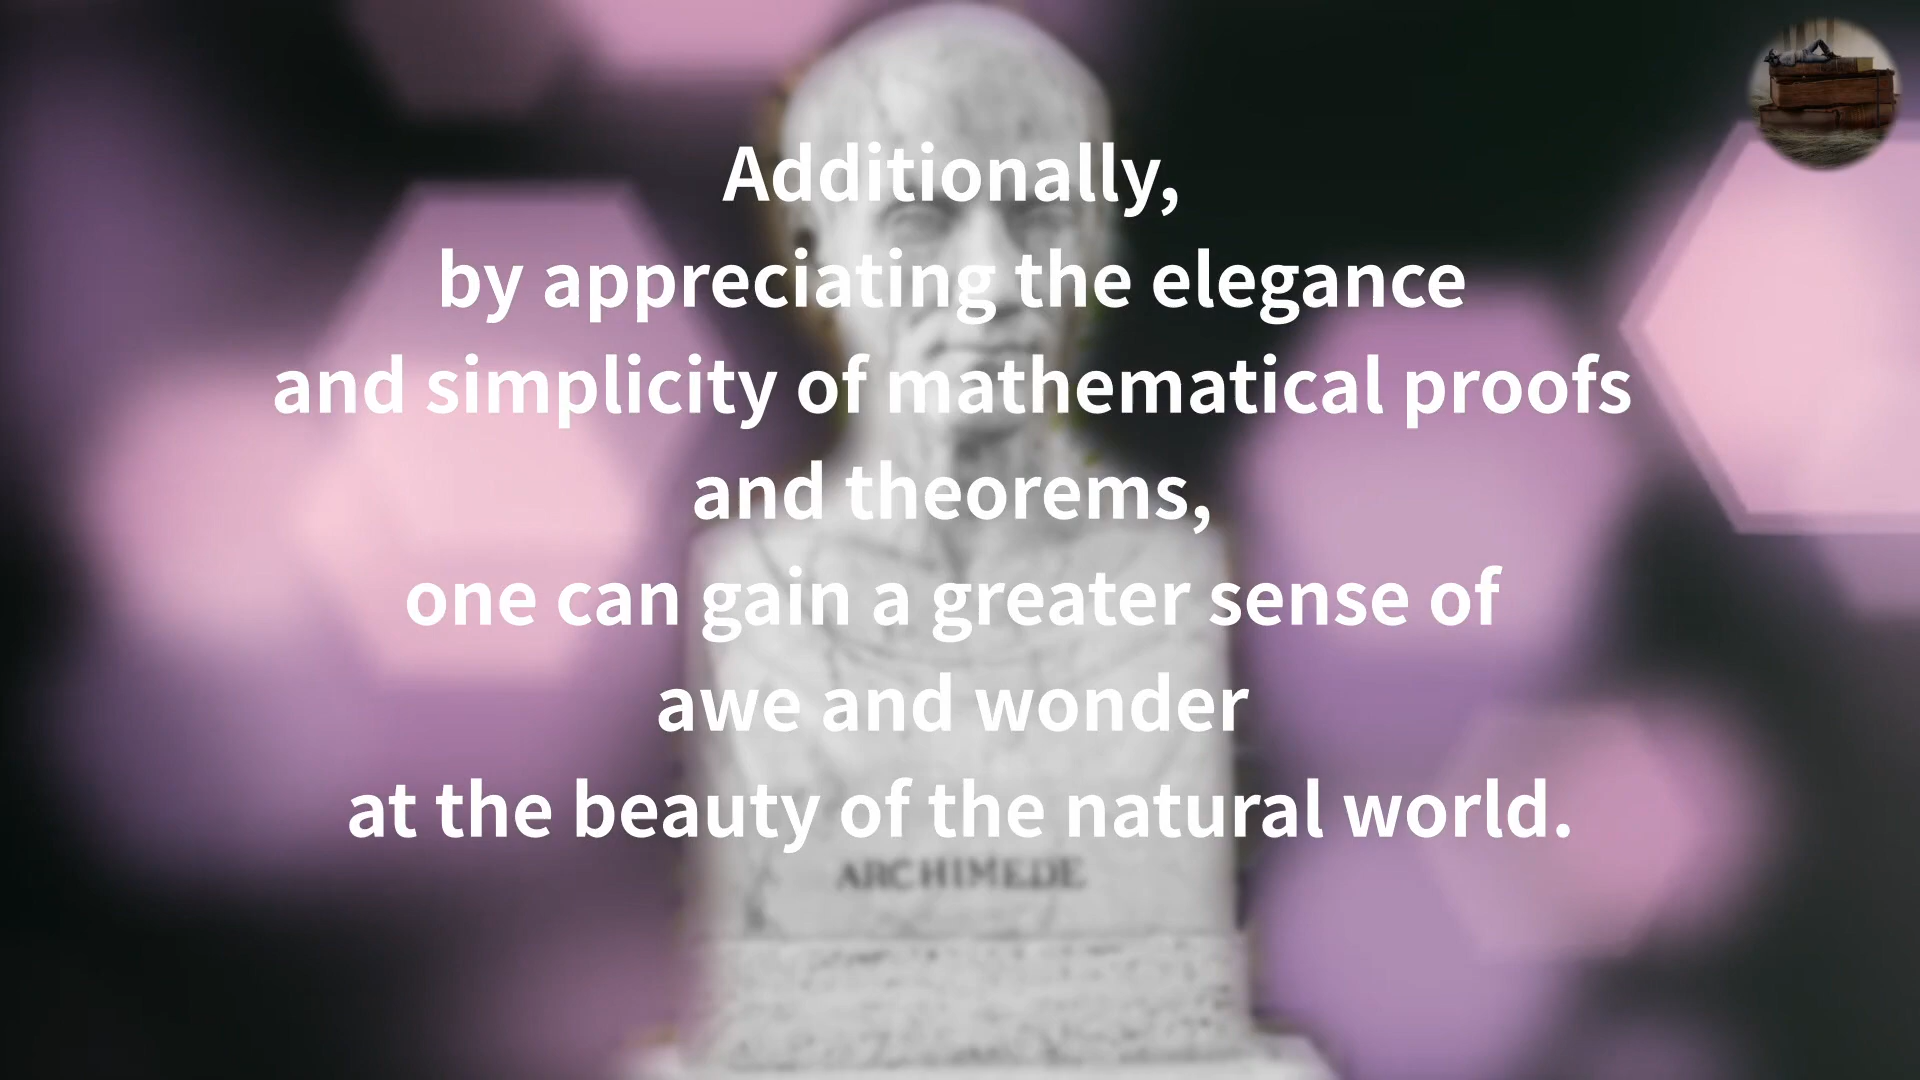 Additionally,
by appreciating the elegance
and simplicity of mathematical proofs
and theorems,
one can gain a greater sense of
awe and wonder
at the beauty of the natural world.
ARCHIMEDE